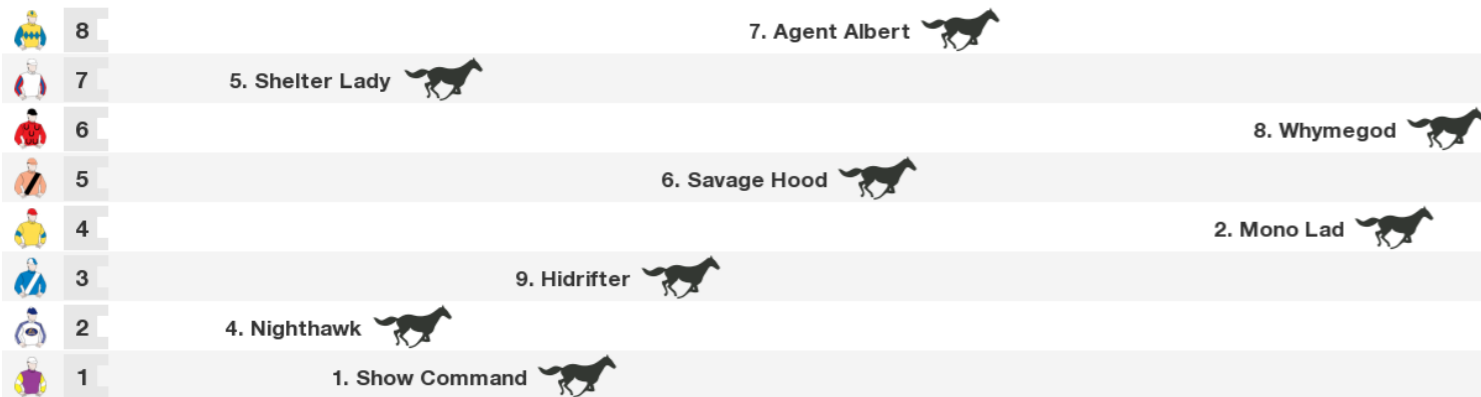 8 7. Agent Albert
7 5. Shelter Lady
6 8. Whymegod
5 6. Savage Hood
4 2. Mono Lad
3 9. Hidrifter
2 4. Nighthawk
1 1. Show Command